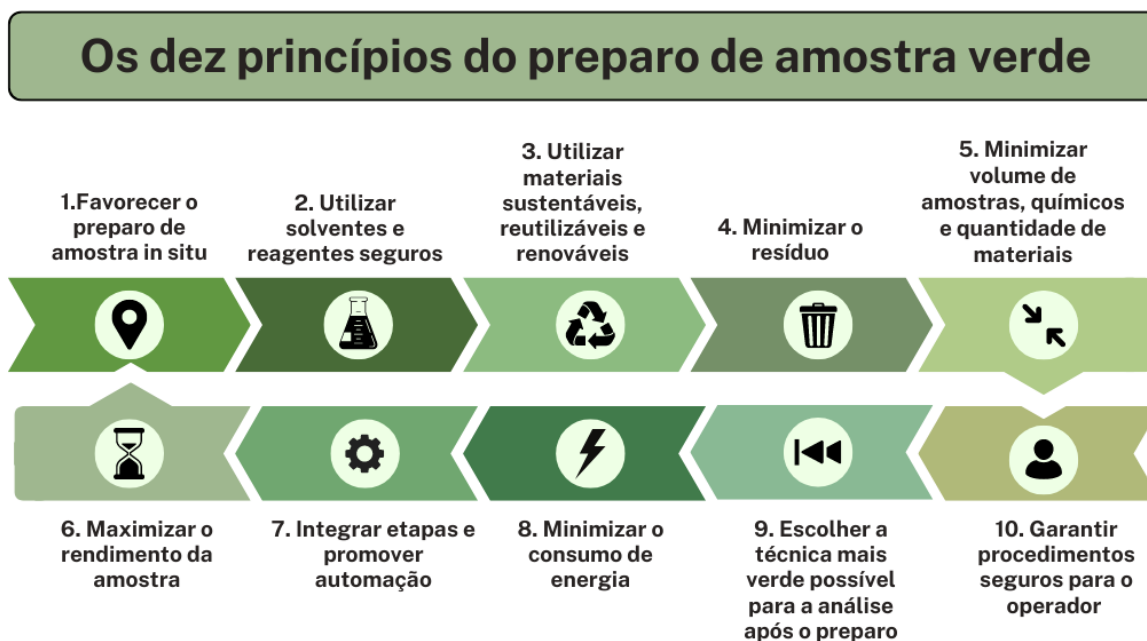 Os dez princípios do preparo de amostra verde
1.Favorecer o
preparo de
amostra in situ
2. Utilizar
solventes e
reagentes seguros
3. Utilizar
materiais
sustentáveis,
reutilizáveis e
renováveis
4. Minimizar o
resíduo
5. Minimizar
volume de
amostras, químicos
e quantidade de
materiais
6. Maximizar o
rendimento da
amostra
7. Integrar etapas e
promover
automação
8. Minimizar o
consumo de
energia
9. Escolher a
técnica mais
verde possível
para a análise
após o preparo
10. Garantir
procedimentos
seguros para o
operador